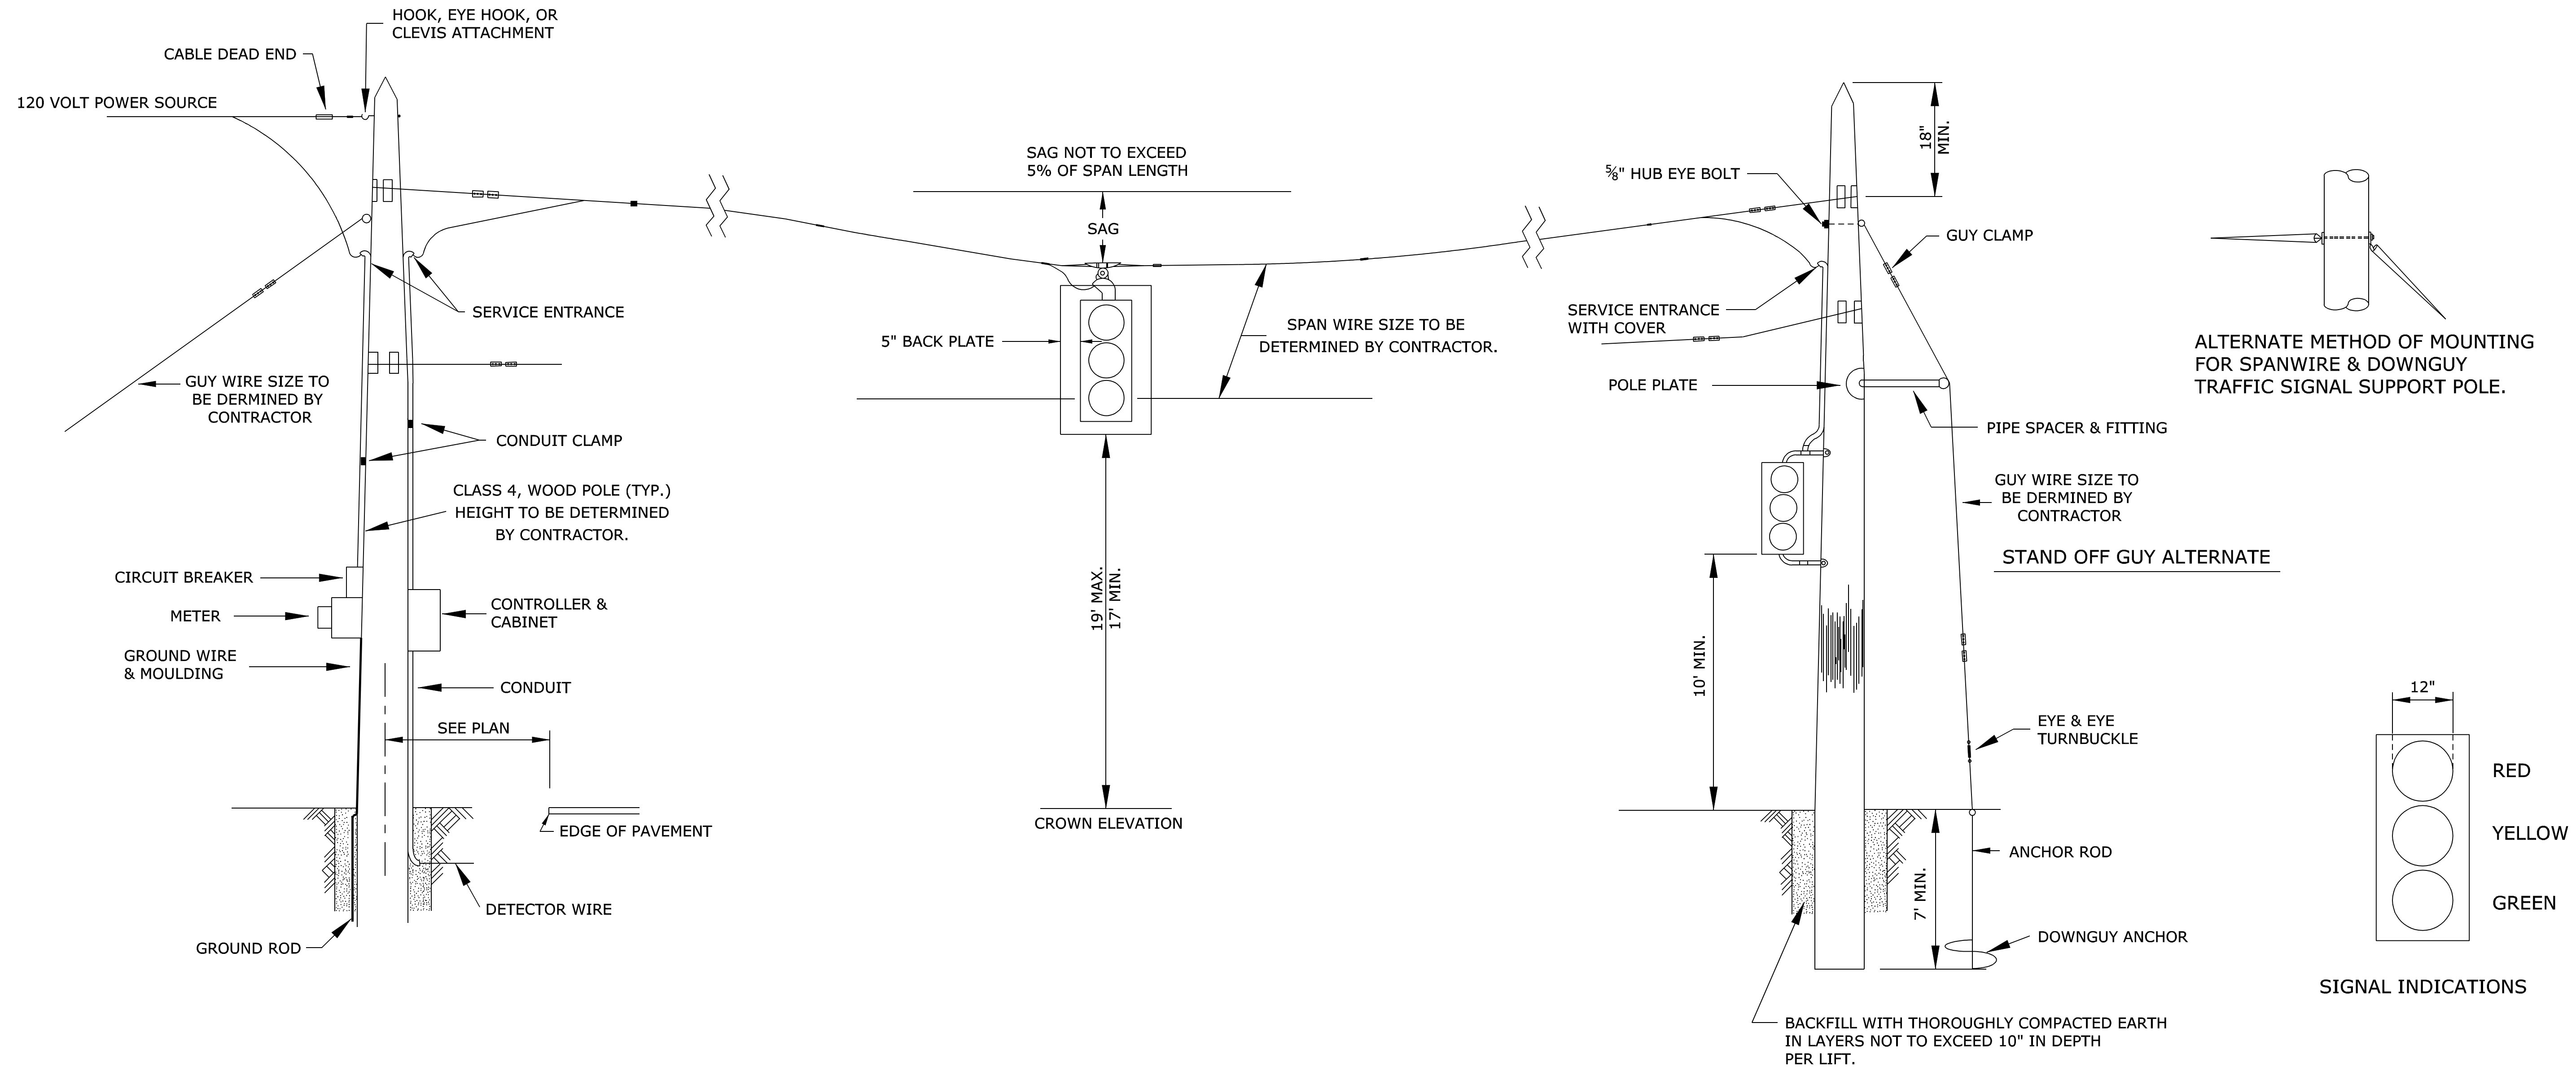 HOOK, EYE HOOK, OR
CLEVIS ATTACHMENT
CABLE DEAD END
120 VOLT POWER SOURCE
SERVICE ENTRANCE
GUY WIRE SIZE TO
BE DERMINED BY
CONTRACTOR
CONDUIT CLAMP
CLASS 4, WOOD POLE (TYP.)
HEIGHT TO BE DETERMINED
BY CONTRACTOR.
CIRCUIT BREAKER
METER
CONTROLLER &
CABINET
GROUND WIRE
& MOULDING
CONDUIT
SEE PLAN
EDGE OF PAVEMENT
DETECTOR WIRE
GROUND ROD
SAG NOT TO EXCEED
5% OF SPAN LENGTH
SAG
5" BACK PLATE
SPAN WIRE SIZE TO BE
DETERMINED BY CONTRACTOR.
19' MAX.
17' MIN.
CROWN ELEVATION
18"
MIN.
⅝" HUB EYE BOLT
GUY CLAMP
SERVICE ENTRANCE
WITH COVER
POLE PLATE
PIPE SPACER & FITTING
GUY WIRE SIZE TO
BE DERMINED BY
CONTRACTOR
STAND OFF GUY ALTERNATE
10' MIN.
EYE & EYE
TURNBUCKLE
ANCHOR ROD
7' MIN.
DOWNGUY ANCHOR
BACKFILL WITH THOROUGHLY COMPACTED EARTH
IN LAYERS NOT TO EXCEED 10" IN DEPTH
PER LIFT.
ALTERNATE METHOD OF MOUNTING
FOR SPANWIRE & DOWNGUY
TRAFFIC SIGNAL SUPPORT POLE.
12"
RED
YELLOW
GREEN
SIGNAL INDICATIONS